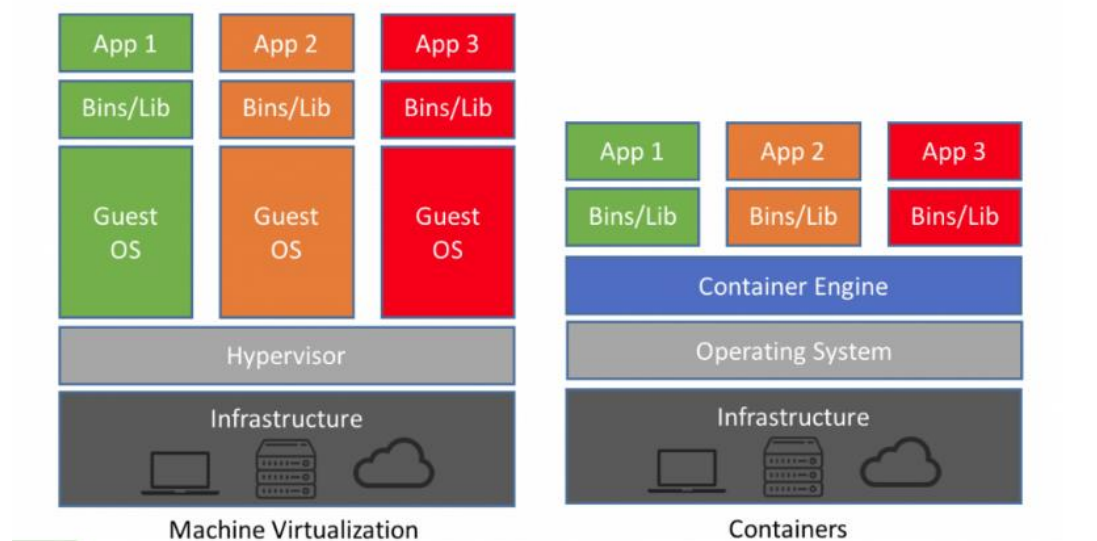 App 1
App 2
App 3
Bins/Lib
Bins/Lib
Bins/Lib
Guest
OS
Guest
OS
Guest
OS
Hypervisor
Infrastructure
Machine Virtualization
App 1
App 2
App 3
Bins/Lib
Bins/Lib
Bins/Lib
Container Engine
Operating System
Infrastructure
Containers